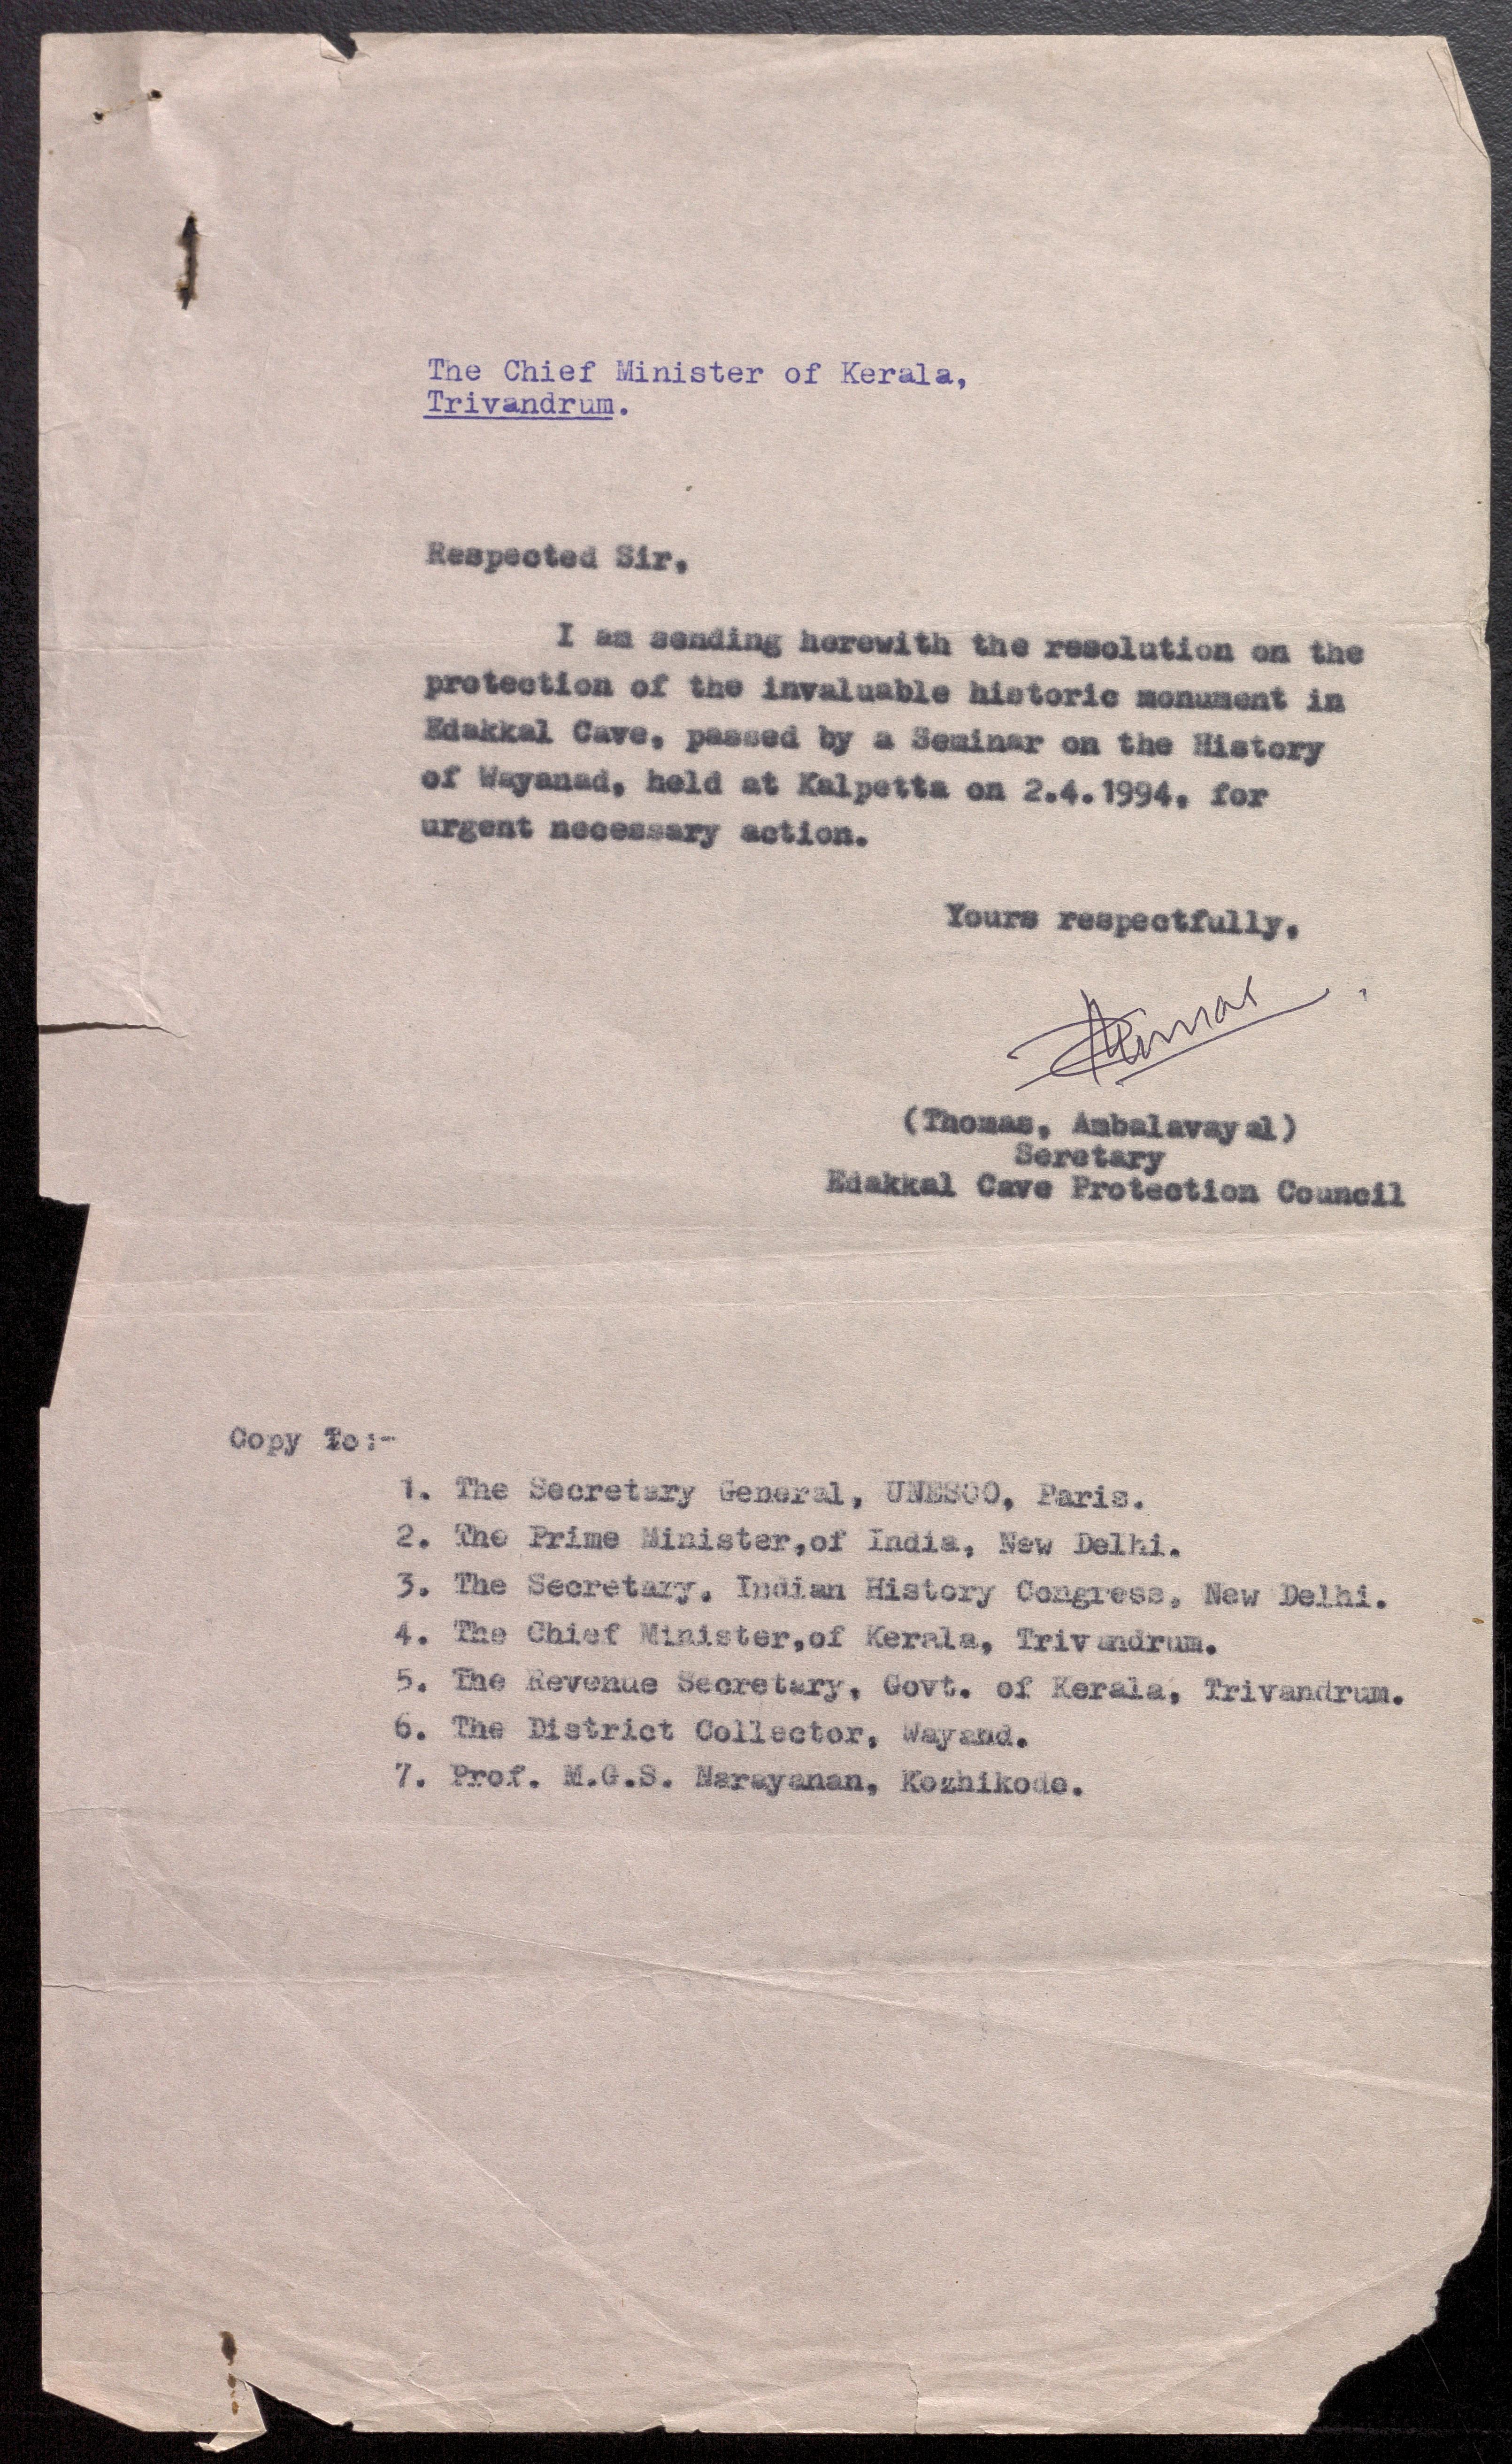 The Chief Minister of Kerala,
Trivandrum.
Respected Sir,
I am sending herewith the resolution on the
protection of the invaluable historic monument in
Edakkal Cave, passed by a Seminar on the History
of Wayanad, held at Kalpetta on 2.4.1994, for
urgent necessary action.
Yours respectfully,
(Thomas, Ambalavayal)
Seretary
Edakkal Cave Protection Council
Copy To:-
1. The Secretary General, UNESCO, Paris.
2. The Prime Minister,of India, New Delhi.
3. The Secretary, Indian History Congress, New Delhi.
4. The Chief Minister,of Kerala, Trivandrum.
5. The Revenue Secretary, Govt. of Kerala, Trivandrum.
6. The District Collector, Wayand.
7. Prof. M.G.S. Narayanan, Kozhikode.